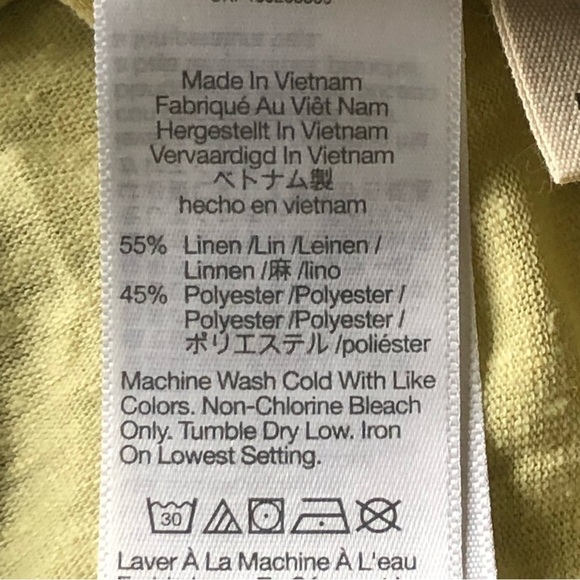 Made In Vietnam
Fabriqué Au Viêt Nam
Hergestellt In Vietnam
Vervaardigd In Vietnam
ベトナム製
hecho en vietnam
55% Linen /Lin /Leinen /
Linnen /麻 /lino
45% Polyester /Polyester /
Polyester /Polyester /
ポリエステル /poliéster
Machine Wash Cold With Like
Colors. Non-Chlorine Bleach
Only. Tumble Dry Low. Iron
On Lowest Setting.
30
Laver À La Machine À L'eau